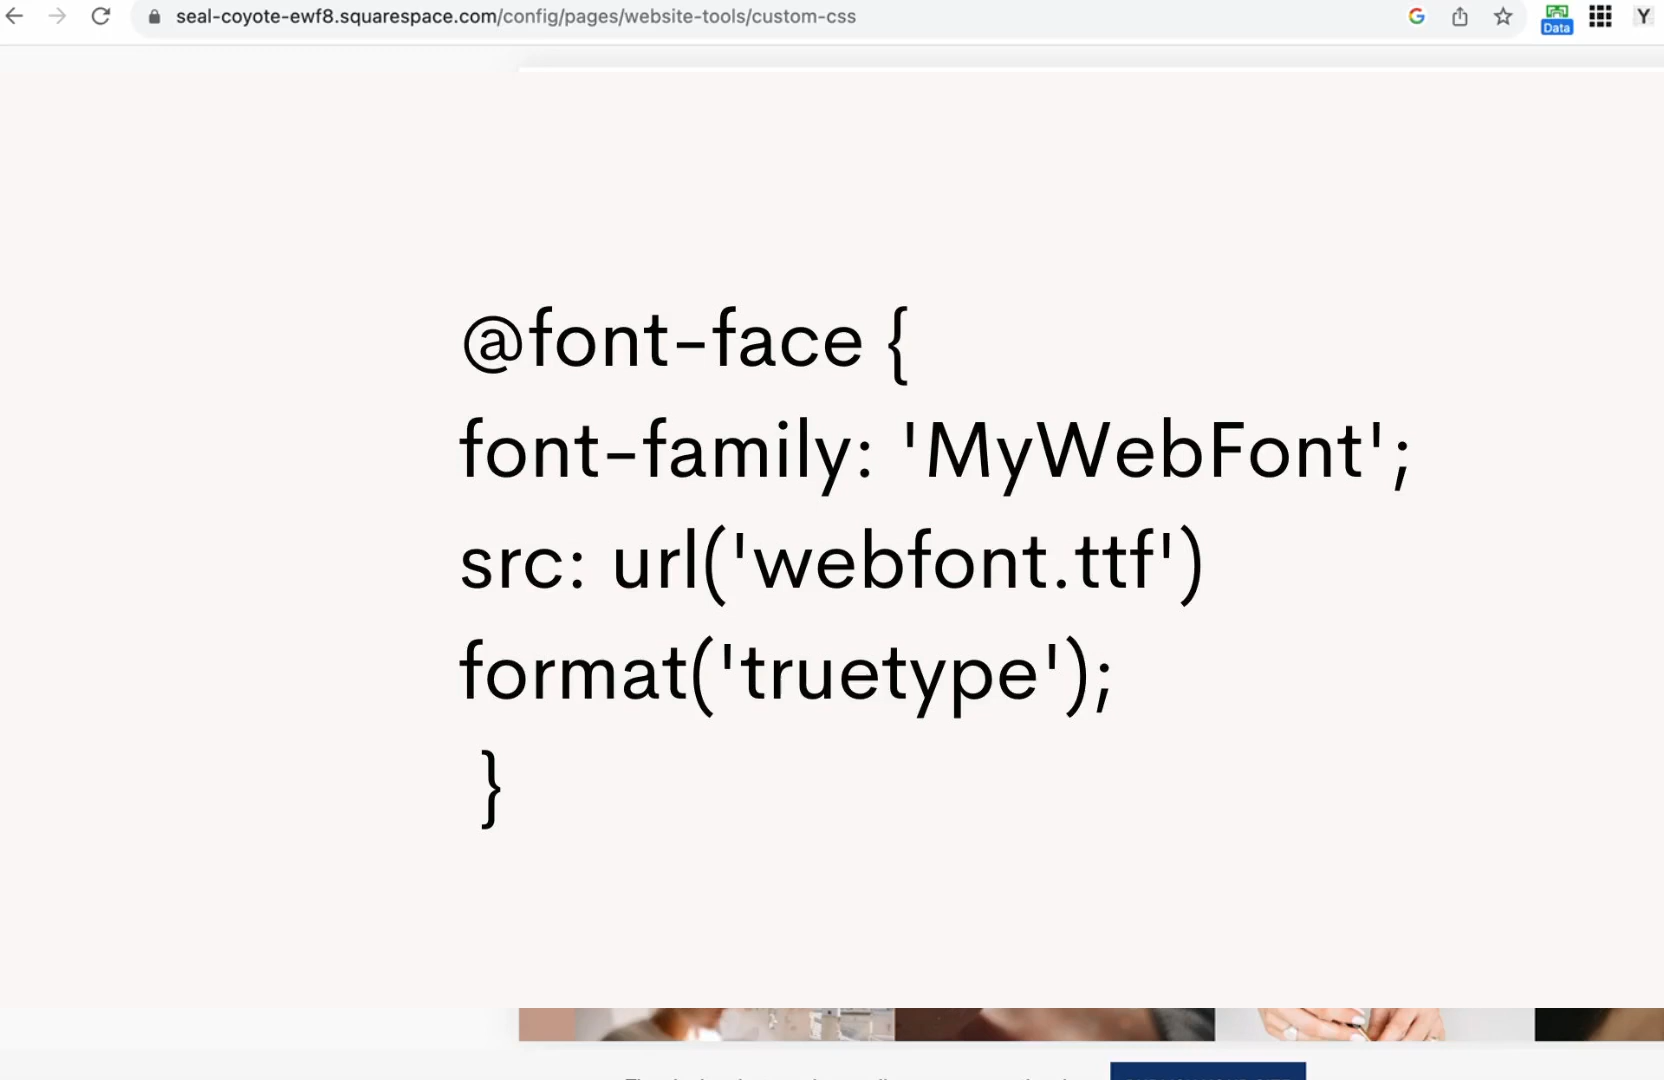 seal-coyote-ewf8.squarespace.com/config/pages/website-tools/custom-css
Data
Y
@font-face {
font-family: 'MyWebFont';
src: url('webfont.ttf')
format('truetype');
}